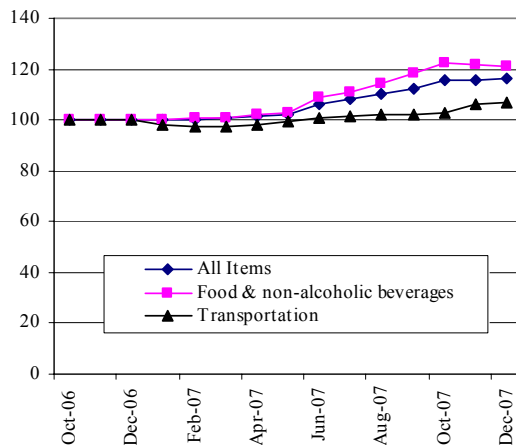 140
120
100
80
60
40
20
0
All Items
Food & non-alcoholic beverages
Transportation
Oct-06
Dec-06
Feb-07
Apr-07
Jun-07
Aug-07
Oct-07
Dec-07